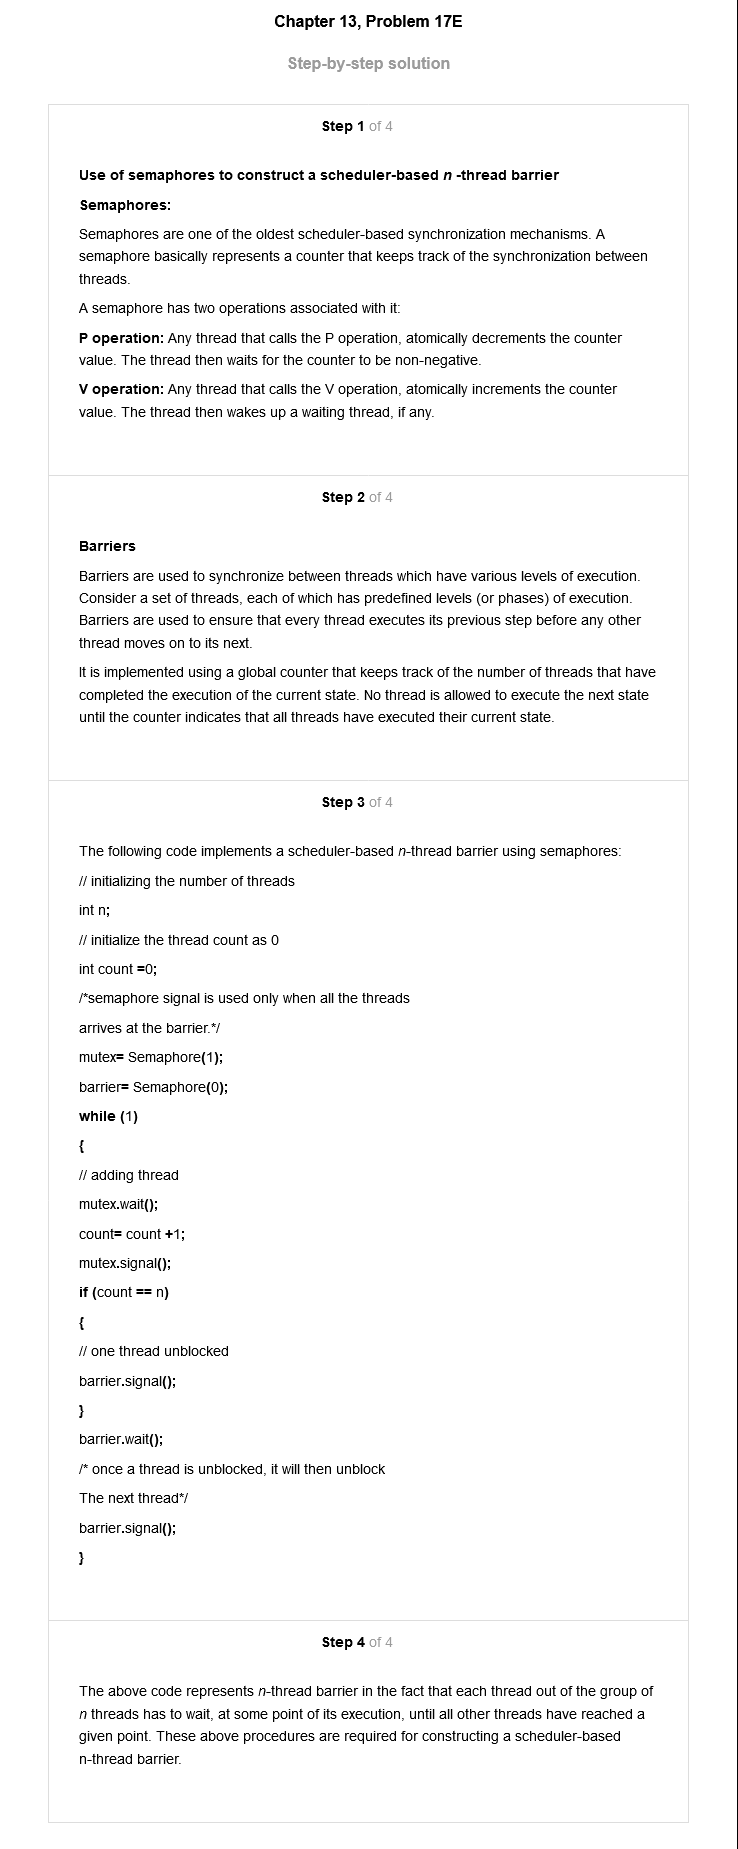 Chapter 13, Problem 17E
Step-by-step solution
Step 1 of 4
Use of semaphores to construct a scheduler-based n -thread barrier
Semaphores:
Semaphores are one of the oldest scheduler-based synchronization mechanisms. A
semaphore basically represents a counter that keeps track of the synchronization between
threads.
A semaphore has two operations associated with it:
P operation: Any thread that calls the P operation, atomically decrements the counter
value. The thread then waits for the counter to be non-negative.
V operation: Any thread that calls the V operation, atomically increments the counter
value. The thread then wakes up a waiting thread, if any.
Step 2 of 4
Barriers
Barriers are used to synchronize between threads which have various levels of execution.
Consider a set of threads, each of which has predefined levels (or phases) of execution.
Barriers are used to ensure that every thread executes its previous step before any other
thread moves on to its next.
It is implemented using a global counter that keeps track of the number of threads that have
completed the execution of the current state. No thread is allowed to execute the next state
until the counter indicates that all threads have executed their current state.
Step 3 of 4
The following code implements a scheduler-based n-thread barrier using semaphores:
// initializing the number of threads
int n;
// initialize the thread count as 0
int count =0;
/*semaphore signal is used only when all the threads
arrives at the barrier.*/
mutex= Semaphore(1);
barrier= Semaphore(0);
while (1)
{
// adding thread
mutex.wait();
count= count +1;
mutex.signal();
if (count == n)
{
// one thread unblocked
barrier.signal();
}
barrier.wait();
/* once a thread is unblocked, it will then unblock
The next thread*/
barrier.signal();
}
Step 4 of 4
The above code represents n-thread barrier in the fact that each thread out of the group of
n threads has to wait, at some point of its execution, until all other threads have reached a
given point. These above procedures are required for constructing a scheduler-based
n-thread barrier.